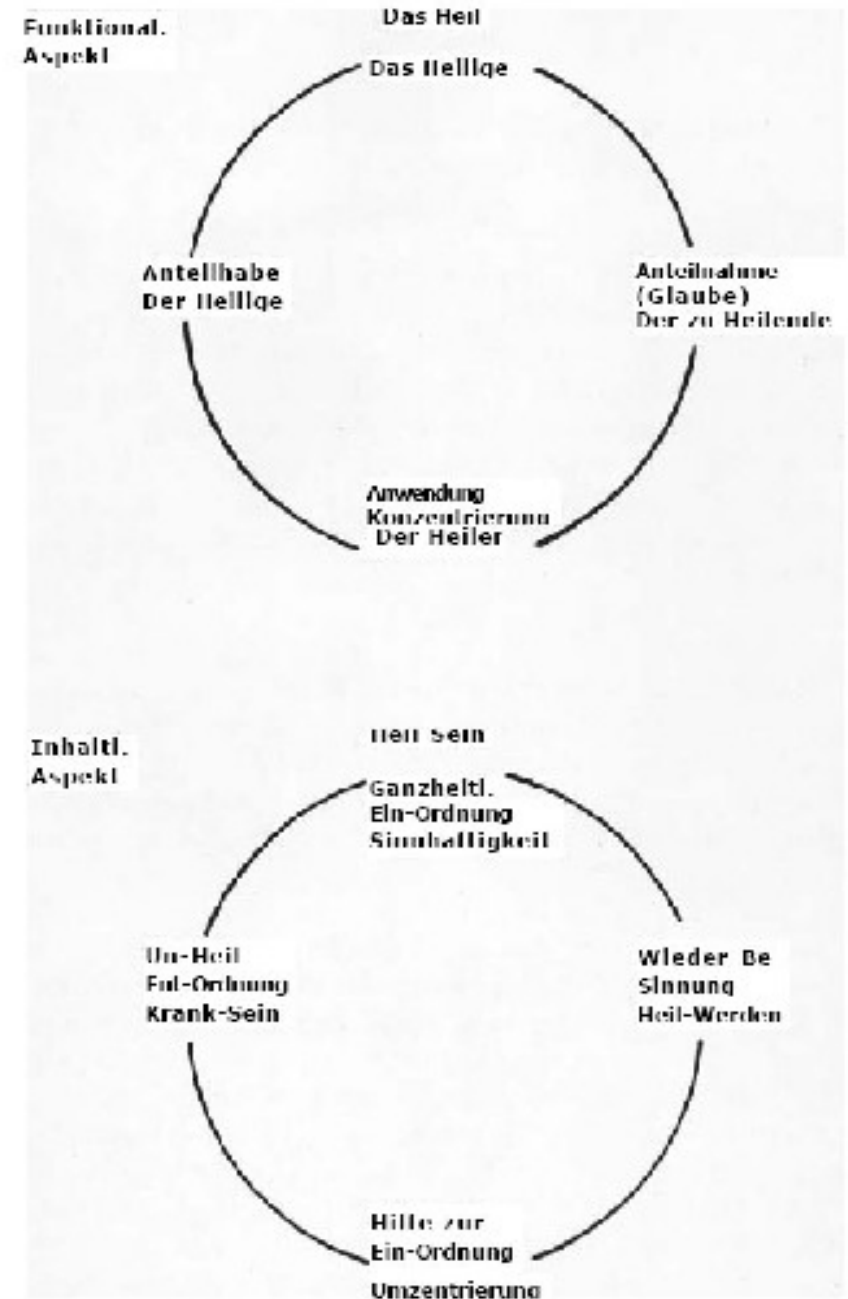 Funktional.
Aspekt
Das Heil
Das Heilige
Anteilhabe
Der Heilige
Anteilnahme
(Glaube)
Der zu Heilende
Anwendung
Konzentrierung
Der Heiler
Inhaltl.
Aspekt
Heil Sein
Ganzheitl.
Ein-Ordnung
Sinnhaftigkeit
Un-Heil
Ent-Ordnung
Krank-Sein
Wieder Be
Sinnung
Heil-Werden
Hilfe zur
Ein-Ordnung
Umzentrierung